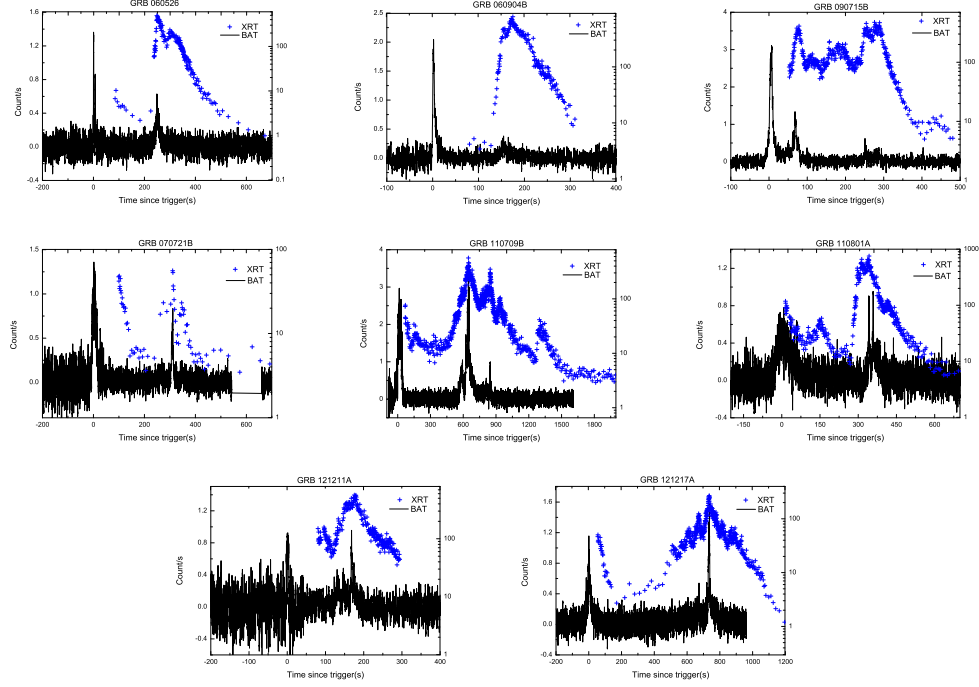 GRB 060526
XRT
BAT
Count/s
1.6
1.2
0.8
0.4
0.0
-0.4
100
10
1
0.1
-200 0 200 400 600
Time since trigger(s)
GRB 060904B
XRT
BAT
Count/s
2.5
2.0
1.5
1.0
0.5
0.0
100
10
1
-100 0 100 200 300 400
Time since trigger(s)
GRB 090715B
XRT
BAT
Count/s
4
3
2
1
0
100
10
1
-100 0 100 200 300 400 500
Time since trigger(s)
GRB 070721B
XRT
BAT
Count/s
1.5
1.0
0.5
0.0
100
10
1
-200 0 200 400 600
Time since trigger(s)
GRB 110709B
XRT
BAT
Count/s
4
3
2
1
0
100
10
1
0 300 600 900 1200 1500 1800
Time since trigger(s)
GRB 110801A
XRT
BAT
Count/s
1.2
0.8
0.4
0.0
-0.4
1000
100
10
1
-150 0 150 300 450 600
Time since trigger(s)
GRB 121211A
XRT
BAT
Count/s
1.2
0.8
0.4
0.0
-0.4
100
10
1
-200 -100 0 100 200 300 400
Time since trigger(s)
GRB 121217A
XRT
BAT
Count/s
1.6
1.2
0.8
0.4
0.0
-0.4
100
10
1
-200 0 200 400 600 800 1000 1200
Time since trigger(s)